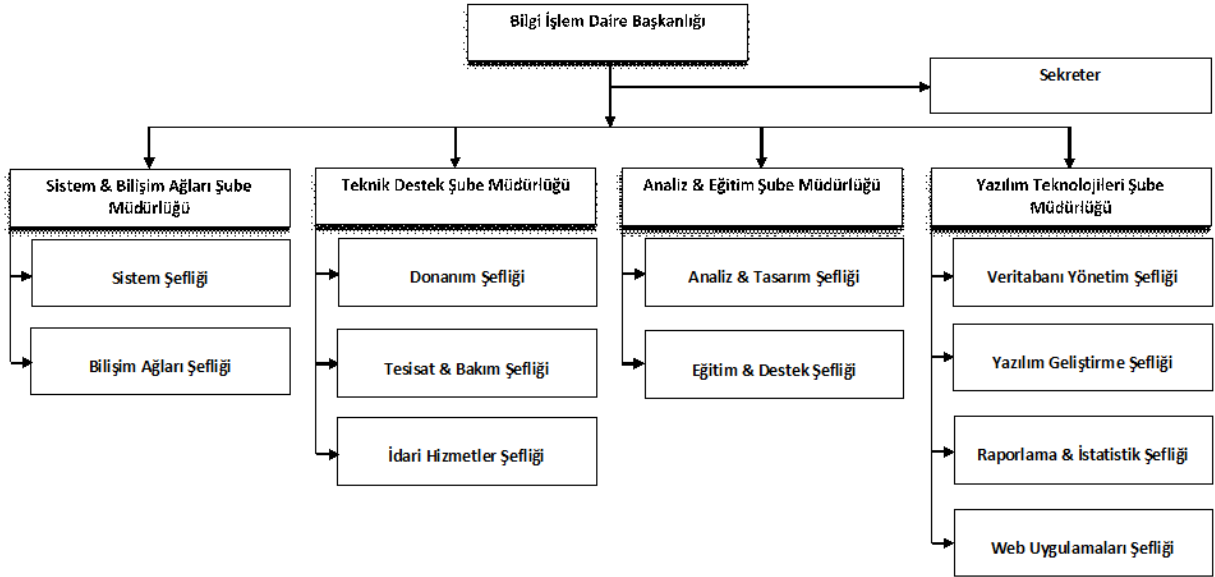 Bilgi İşlem Daire Başkanlığı
Sekreter
Sistem & Bilişim Ağları Şube
Müdürlüğü
Sistem Şefliği
Bilişim Ağları Şefliği
Teknik Destek Şube Müdürlüğü
Donanım Şefliği
Tesisat & Bakım Şefliği
İdari Hizmetler Şefliği
Analiz & Eğitim Şube Müdürlüğü
Analiz & Tasarım Şefliği
Eğitim & Destek Şefliği
Yazılım Teknolojileri Şube
Müdürlüğü
Veritabanı Yönetim Şefliği
Yazılım Geliştirme Şefliği
Raporlama & İstatistik Şefliği
Web Uygulamaları Şefliği